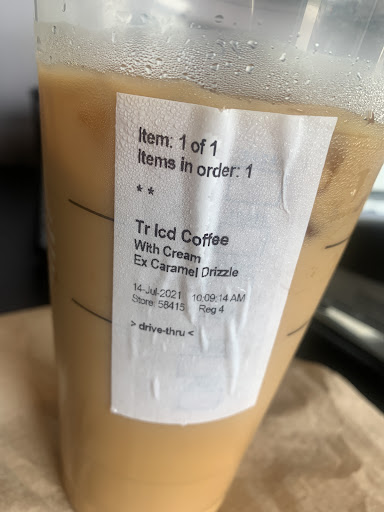 Item: 1 of 1
Items in order: 1
* *
Tr Icd Coffee
With Cream
Ex Caramel Drizzle
14-Jul-2021 10:09:14 AM
Store: 58415 Reg 4
> drive-thru <